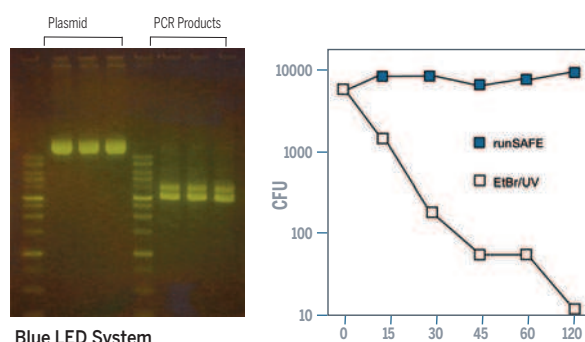 Plasmid
PCR Products
Blue LED System
10000
1000
100
10
CFU
runSAFE
EtBr/UV
0 15 30 45 60 120